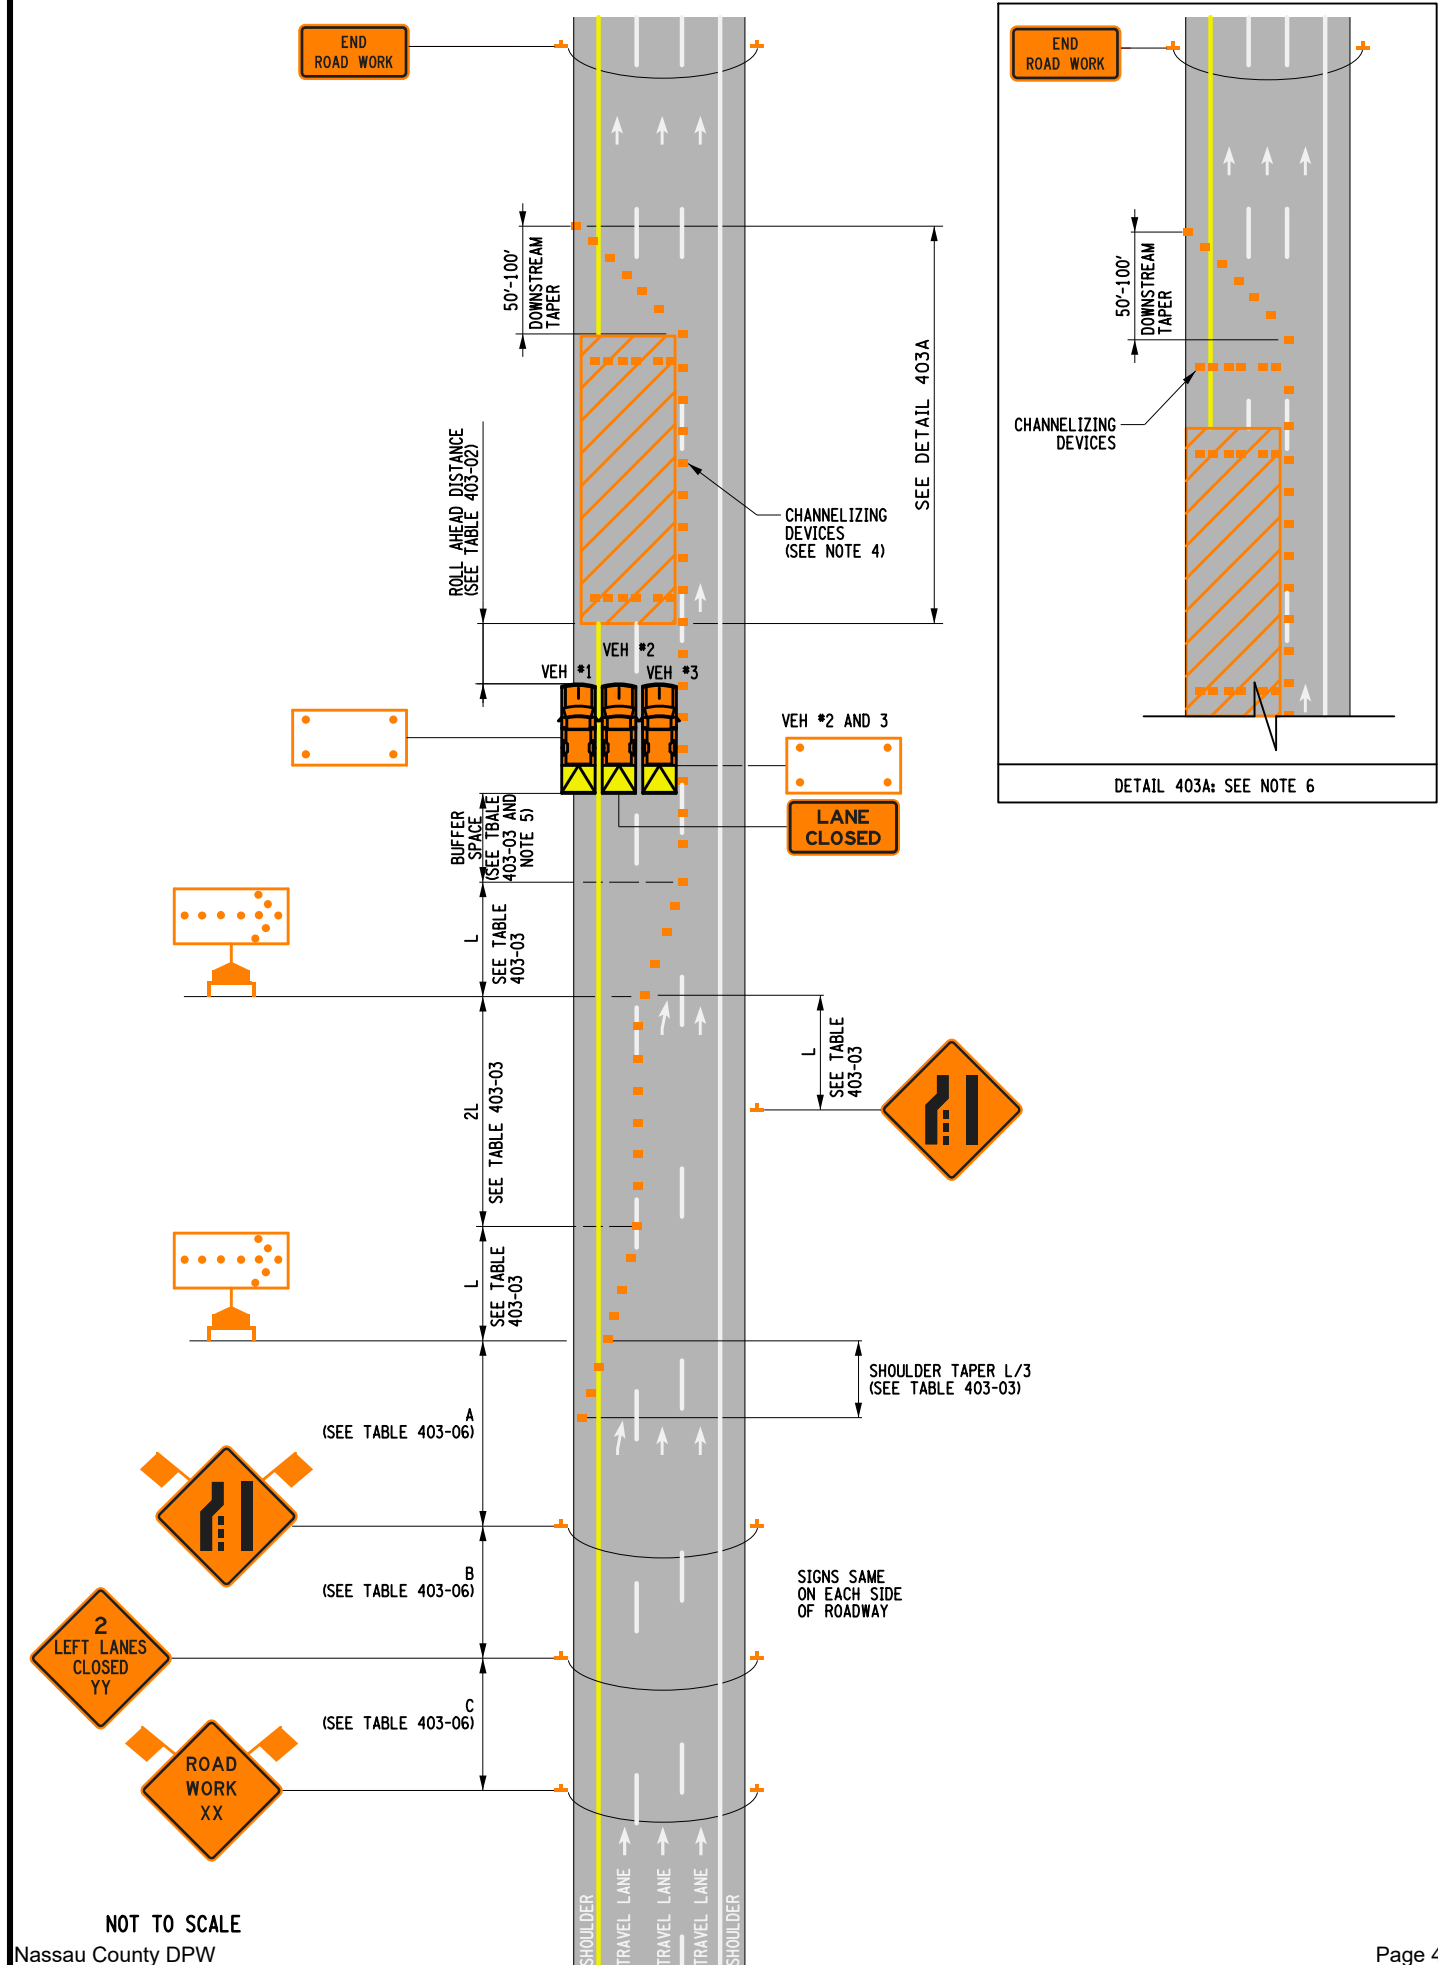 END
ROAD WORK
END
ROAD WORK
50'-100'
DOWNSTREAM
TAPER
50'-100'
DOWNSTREAM
TAPER
SEE DETAIL 403A
CHANNELIZING
DEVICES
ROLL AHEAD DISTANCE
(SEE TABLE 403-02)
CHANNELIZING
DEVICES
(SEE NOTE 4)
VEH #2
VEH #1
VEH #3
VEH #2 AND 3
DETAIL 403A: SEE NOTE 6
LANE
CLOSED
BUFFER
SPACE
(SEE TBALE
403-03 AND
NOTE 5)
L
SEE TABLE
403-03
L
SEE TABLE
403-03
2L
SEE TABLE 403-03
L
SEE TABLE
403-03
SHOULDER TAPER L/3
(SEE TABLE 403-03)
A
(SEE TABLE 403-06)
B
(SEE TABLE 403-06)
SIGNS SAME
ON EACH SIDE
OF ROADWAY
2
LEFT LANES
CLOSED
YY
C
(SEE TABLE 403-06)
ROAD
WORK
XX
SHOULDER
TRAVEL LANE
TRAVEL LANE
TRAVEL LANE
SHOULDER
NOT TO SCALE
Nassau County DPW
Page 4